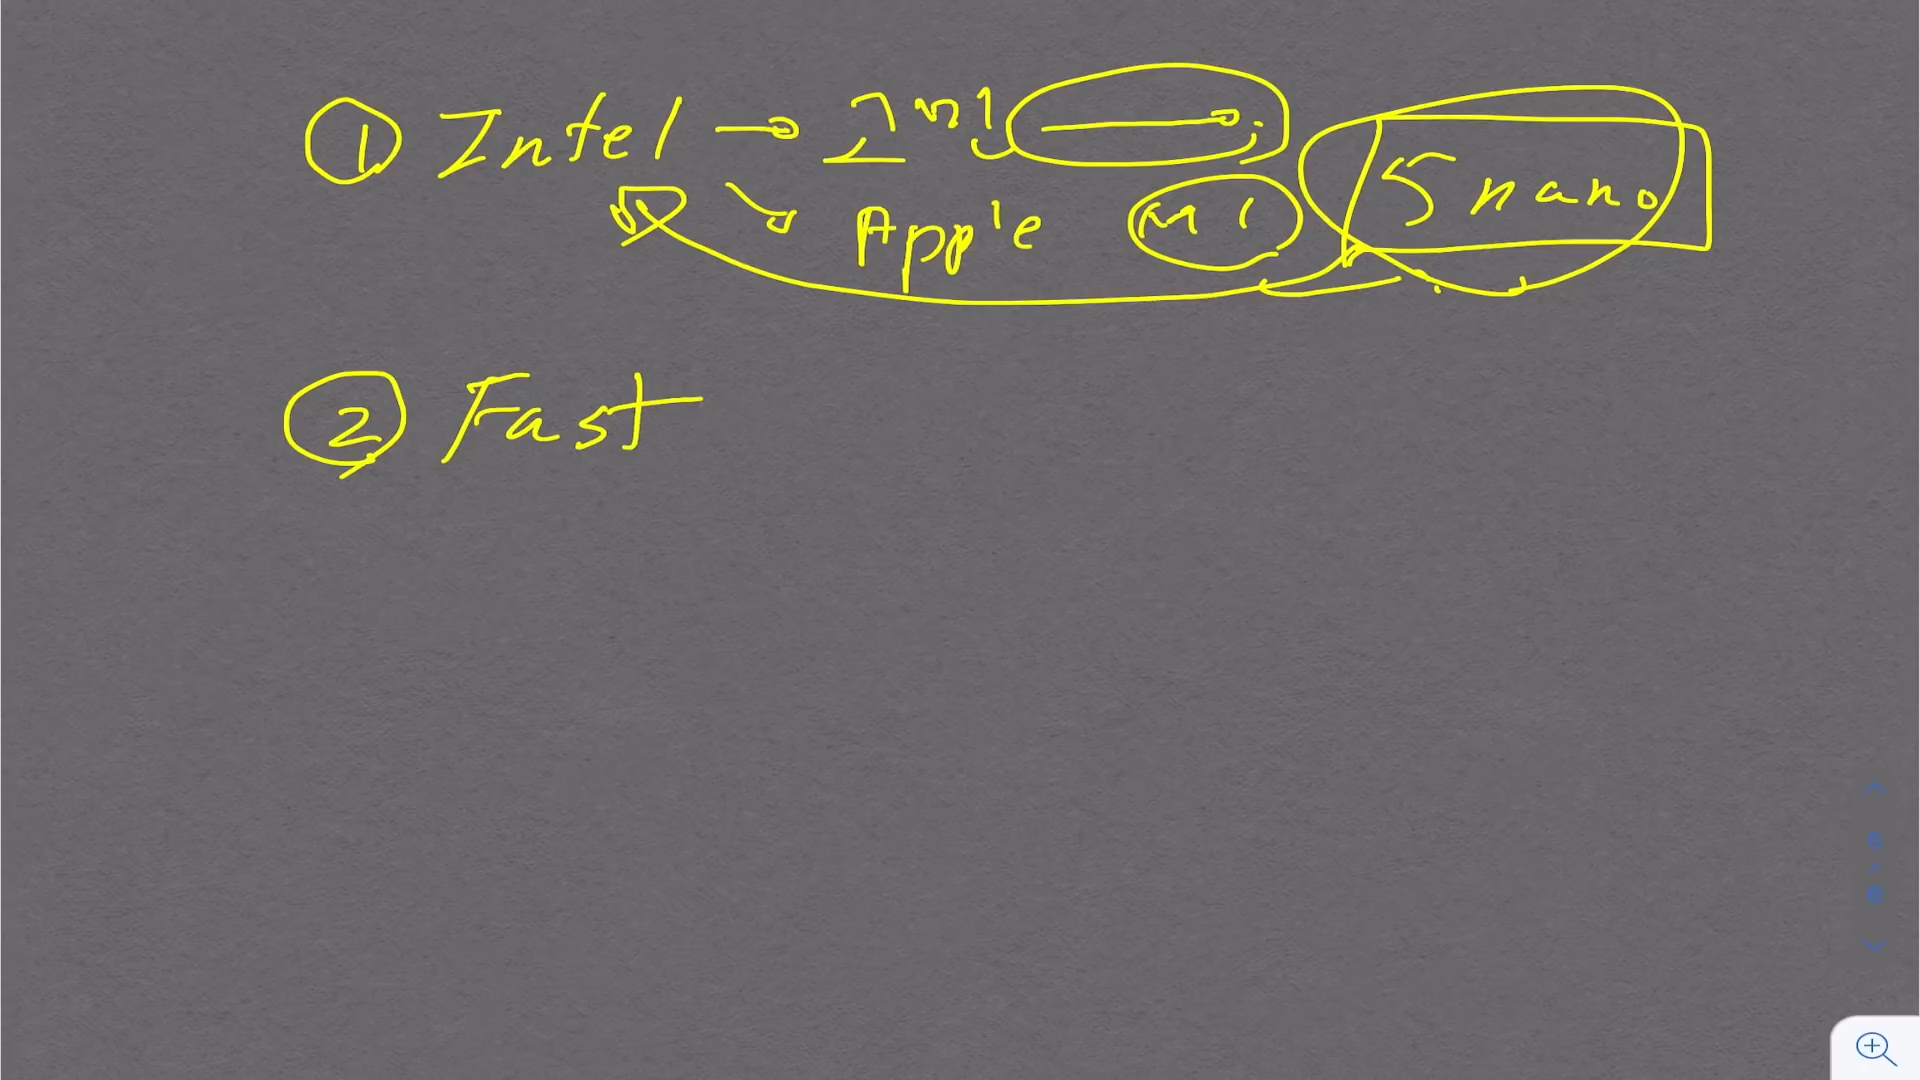 ① Intel →
Apple M1 5 nano
② Fast